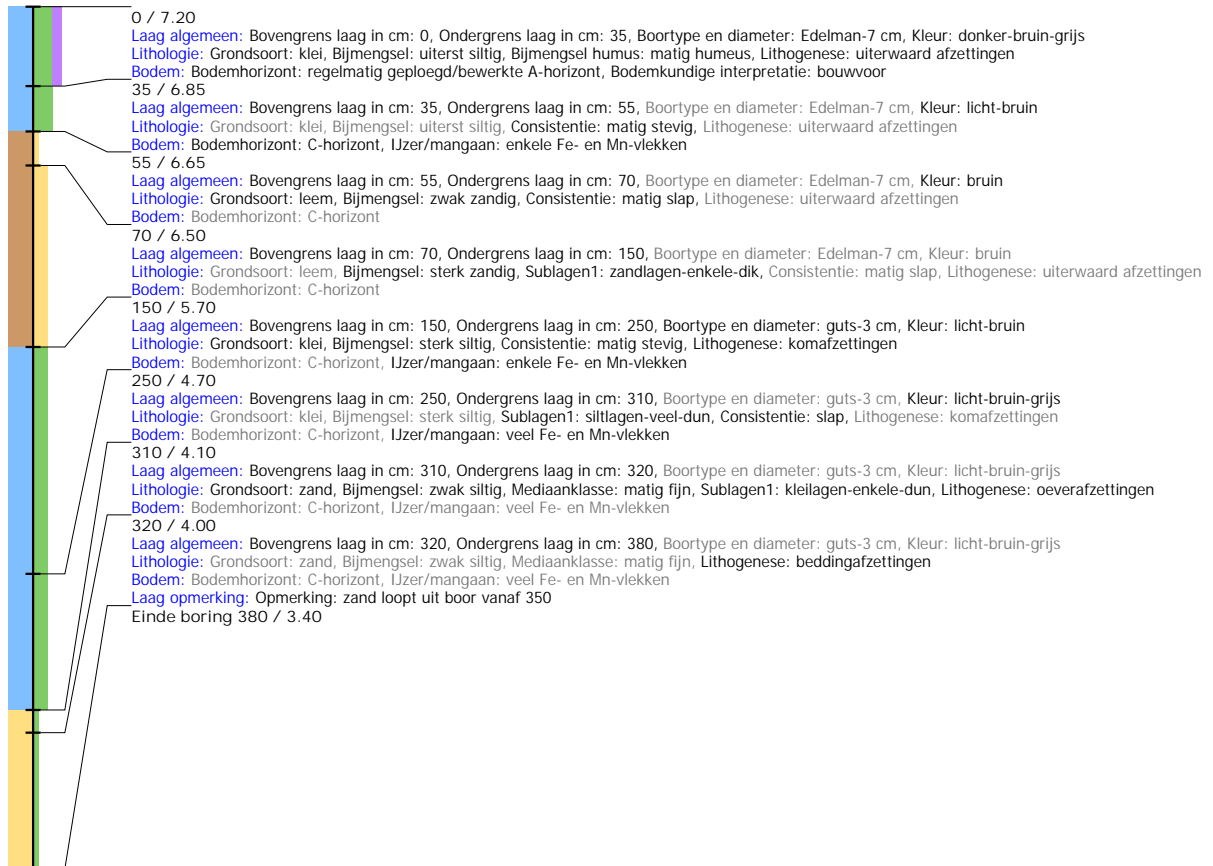 0 / 7.20
Laag algemeen: Bovengrens laag in cm: 0, Ondergrens laag in cm: 35, Boortype en diameter: Edelman-7 cm, Kleur: donker-bruin-grijs
Lithologie: Grondsoort: klei, Bijmengsel: uiterst siltig, Bijmengsel humus: matig humeus, Lithogenese: uiterwaard afzettingen
Bodem: Bodemhorizont: regelmatig geploegd/bewerkte A-horizont, Bodemkundige interpretatie: bouwvoor
35 / 6.85
Laag algemeen: Bovengrens laag in cm: 35, Ondergrens laag in cm: 55, Boortype en diameter: Edelman-7 cm, Kleur: licht-bruin
Lithologie: Grondsoort: klei, Bijmengsel: uiterst siltig, Consistentie: matig stevig, Lithogenese: uiterwaard afzettingen
Bodem: Bodemhorizont: C-horizont, IJzer/mangaan: enkele Fe- en Mn-vlekken
55 / 6.65
Laag algemeen: Bovengrens laag in cm: 55, Ondergrens laag in cm: 70, Boortype en diameter: Edelman-7 cm, Kleur: bruin
Lithologie: Grondsoort: leem, Bijmengsel: zwak zandig, Consistentie: matig slap, Lithogenese: uiterwaard afzettingen
Bodem: Bodemhorizont: C-horizont
70 / 6.50
Laag algemeen: Bovengrens laag in cm: 70, Ondergrens laag in cm: 150, Boortype en diameter: Edelman-7 cm, Kleur: bruin
Lithologie: Grondsoort: leem, Bijmengsel: sterk zandig, Sublagen1: zandlagen-enkele-dik, Consistentie: matig slap, Lithogenese: uiterwaard afzettingen
Bodem: Bodemhorizont: C-horizont
150 / 5.70
Laag algemeen: Bovengrens laag in cm: 150, Ondergrens laag in cm: 250, Boortype en diameter: guts-3 cm, Kleur: licht-bruin
Lithologie: Grondsoort: klei, Bijmengsel: sterk siltig, Consistentie: matig stevig, Lithogenese: komafzettingen
Bodem: Bodemhorizont: C-horizont, IJzer/mangaan: enkele Fe- en Mn-vlekken
250 / 4.70
Laag algemeen: Bovengrens laag in cm: 250, Ondergrens laag in cm: 310, Boortype en diameter: guts-3 cm, Kleur: licht-bruin-grijs
Lithologie: Grondsoort: klei, Bijmengsel: sterk siltig, Sublagen1: siltlagen-veel-dun, Consistentie: slap, Lithogenese: komafzettingen
Bodem: Bodemhorizont: C-horizont, IJzer/mangaan: veel Fe- en Mn-vlekken
310 / 4.10
Laag algemeen: Bovengrens laag in cm: 310, Ondergrens laag in cm: 320, Boortype en diameter: guts-3 cm, Kleur: licht-bruin-grijs
Lithologie: Grondsoort: zand, Bijmengsel: zwak siltig, Mediaanklasse: matig fijn, Sublagen1: kleilagen-enkele-dun, Lithogenese: oeverafzettingen
Bodem: Bodemhorizont: C-horizont, IJzer/mangaan: veel Fe- en Mn-vlekken
320 / 4.00
Laag algemeen: Bovengrens laag in cm: 320, Ondergrens laag in cm: 380, Boortype en diameter: guts-3 cm, Kleur: licht-bruin-grijs
Lithologie: Grondsoort: zand, Bijmengsel: zwak siltig, Mediaanklasse: matig fijn, Lithogenese: beddingafzettingen
Bodem: Bodemhorizont: C-horizont, IJzer/mangaan: veel Fe- en Mn-vlekken
Laag opmerking: Opmerking: zand loopt uit boor vanaf 350
Einde boring 380 / 3.40